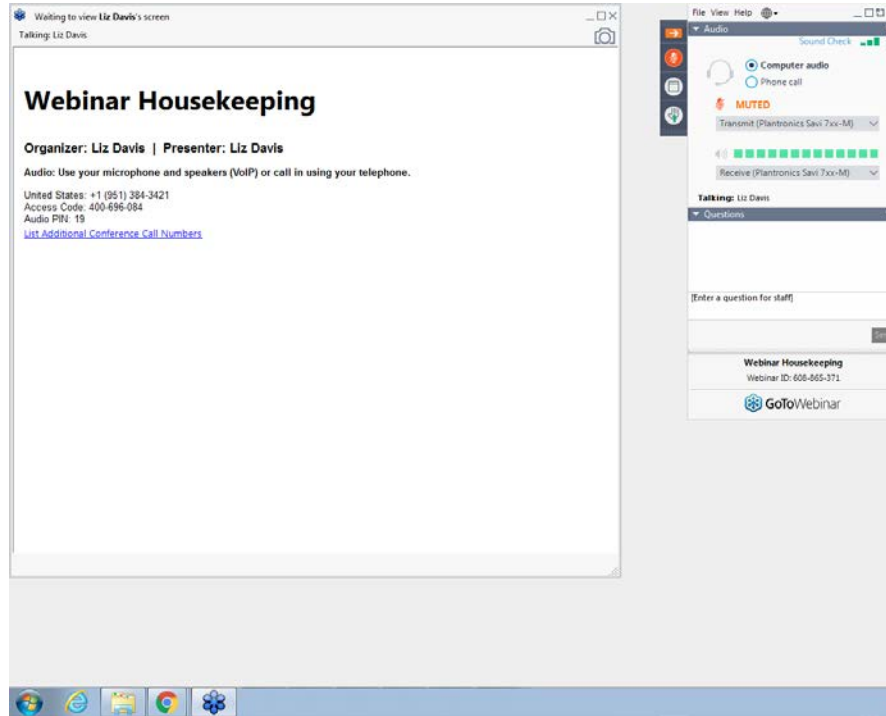 Waiting to view Liz Davis's screen
Talking: Liz Davis
Webinar Housekeeping
Organizer: Liz Davis | Presenter: Liz Davis
Audio: Use your microphone and speakers (VoIP) or call in using your telephone.
United States: +1 (951) 384-3421
Access Code: 400-696-084
Audio PIN: 19
List Additional Conference Call Numbers
File View Help
Audio
Sound Check
Computer audio
Phone call
MUTED
Transmit (Plantronics Savi 7xx-M)
Receive (Plantronics Savi 7xx-M)
Talking: Liz Davis
Questions
[Enter a question for staff]
Webinar Housekeeping
Webinar ID: 608-865-371
GoToWebinar